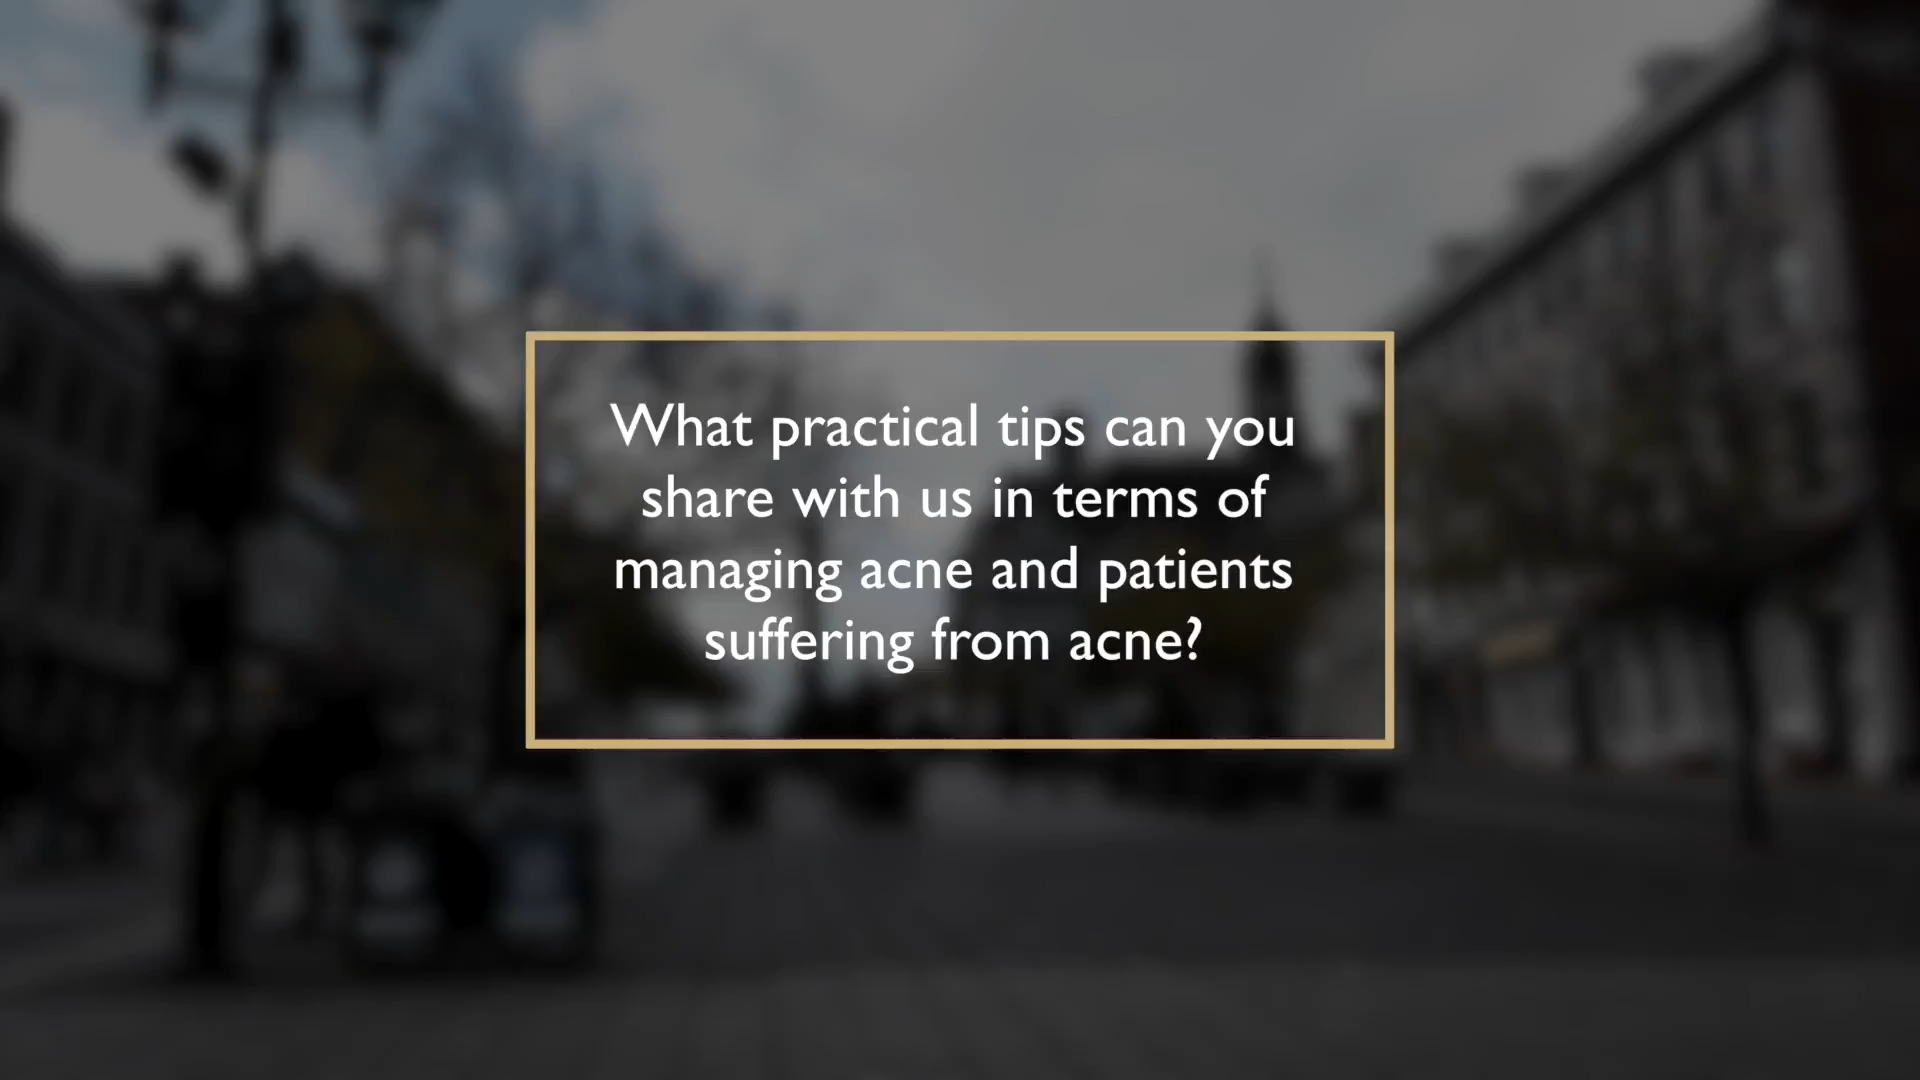 What practical tips can you
share with us in terms of
managing acne and patients
suffering from acne?